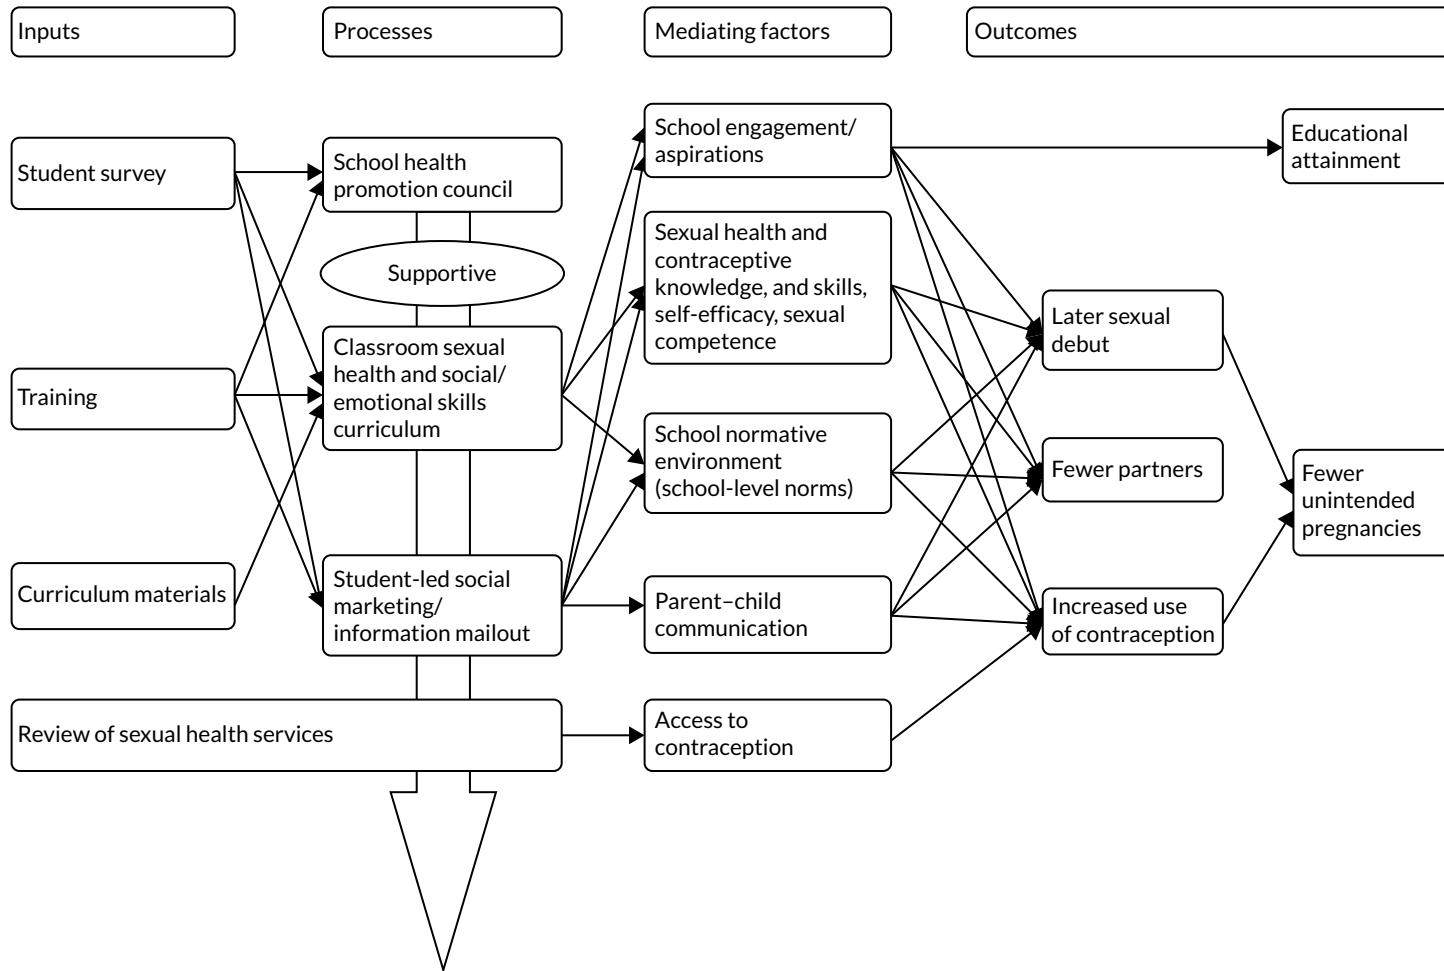 Inputs
Processes
Mediating factors
Outcomes
Student survey
Training
Curriculum materials
Review of sexual health services
School health
promotion council
Supportive
Classroom sexual
health and social/
emotional skills
curriculum
Student-led social
marketing/
information mailout
School engagement/
aspirations
Sexual health and
contraceptive
knowledge, and skills,
self-efficacy, sexual
competence
School normative
environment
(school-level norms)
Parent–child
communication
Access to
contraception
Educational
attainment
Later sexual
debut
Fewer partners
Increased use
of contraception
Fewer
unintended
pregnancies